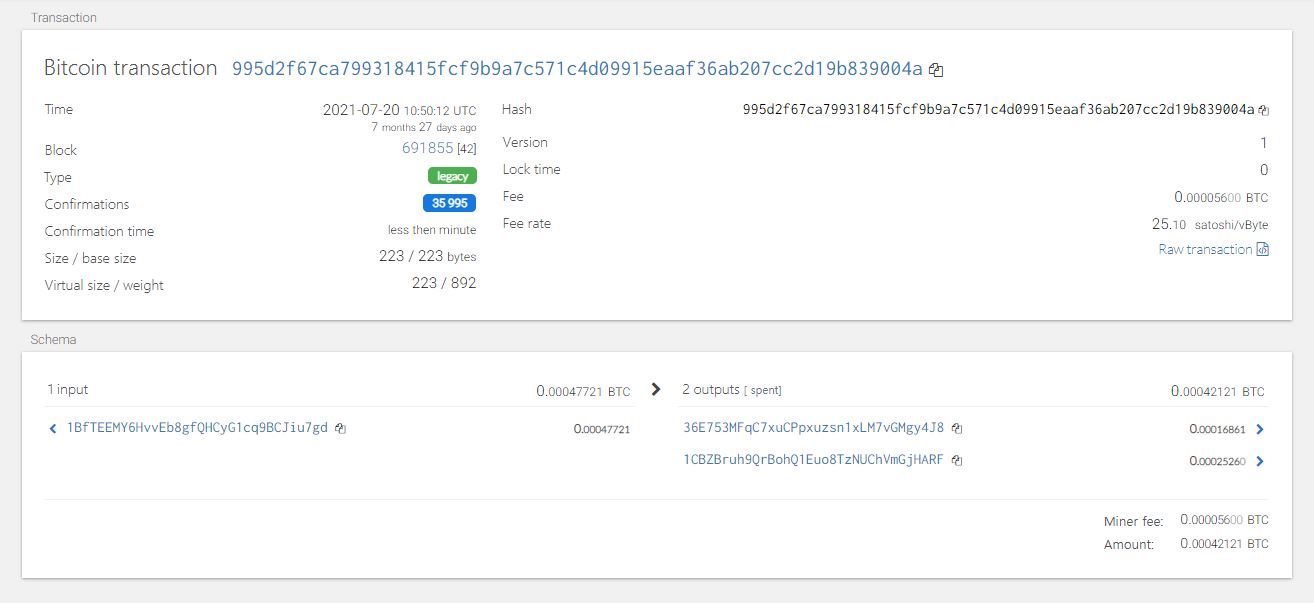 Transaction
Bitcoin transaction 995d2f67ca799318415fcf9b9a7c571c4d09915eaaf36ab207cc2d19b839004a
Time 2021-07-20 10:50:12 UTC
7 months 27 days ago
Block 691855 [42]
Type legacy
Confirmations 35 995
Confirmation time less then minute
Size / base size 223 / 223 bytes
Virtual size / weight 223 / 892
Hash 995d2f67ca799318415fcf9b9a7c571c4d09915eaaf36ab207cc2d19b839004a
Version 1
Lock time 0
Fee 0.00005600 BTC
Fee rate 25.10 satoshi/vByte
Raw transaction
Schema
1 input 0.00047721 BTC
1BfTEEMY6HvvEb8gfQHCyG1cq9BCJiu7gd 0.00047721
2 outputs [ spent] 0.00042121 BTC
36E753MFqC7xuCPpxuzsn1xLM7vGMgy4J8 0.00016861
1CBZBruh9QrBohQ1Euo8TzNUChVmGjHARF 0.00025260
Miner fee: 0.00005600 BTC
Amount: 0.00042121 BTC